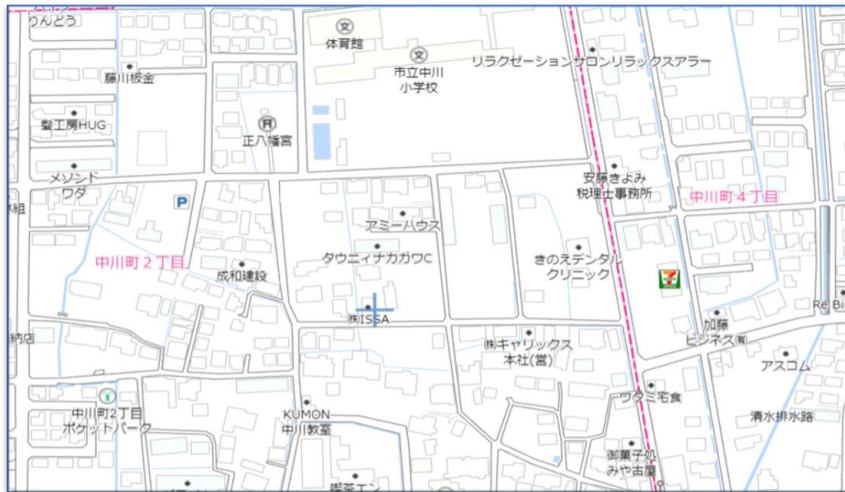 りんどう
体育館
市立中川
小学校
リラクゼーションサロンリラックスアラー
藤川板金
髪工房HUG
正八幡宮
メゾンド
ワダ
安藤きよみ
税理士事務所
中川町4丁目
P
アミーハウス
中川町2丁目
タウニィナカガワC
成和建設
きのえデンタル
クリニック
7
㈱ISSA
加藤
ビジネス㈲
納店
㈱キャリックス
本社(営)
アスコム
ワタミ宅食
中川町2丁目
ポケットパーク
KUMON
中川教室
清水排水路
御菓子処
みや古屋
喫茶エン